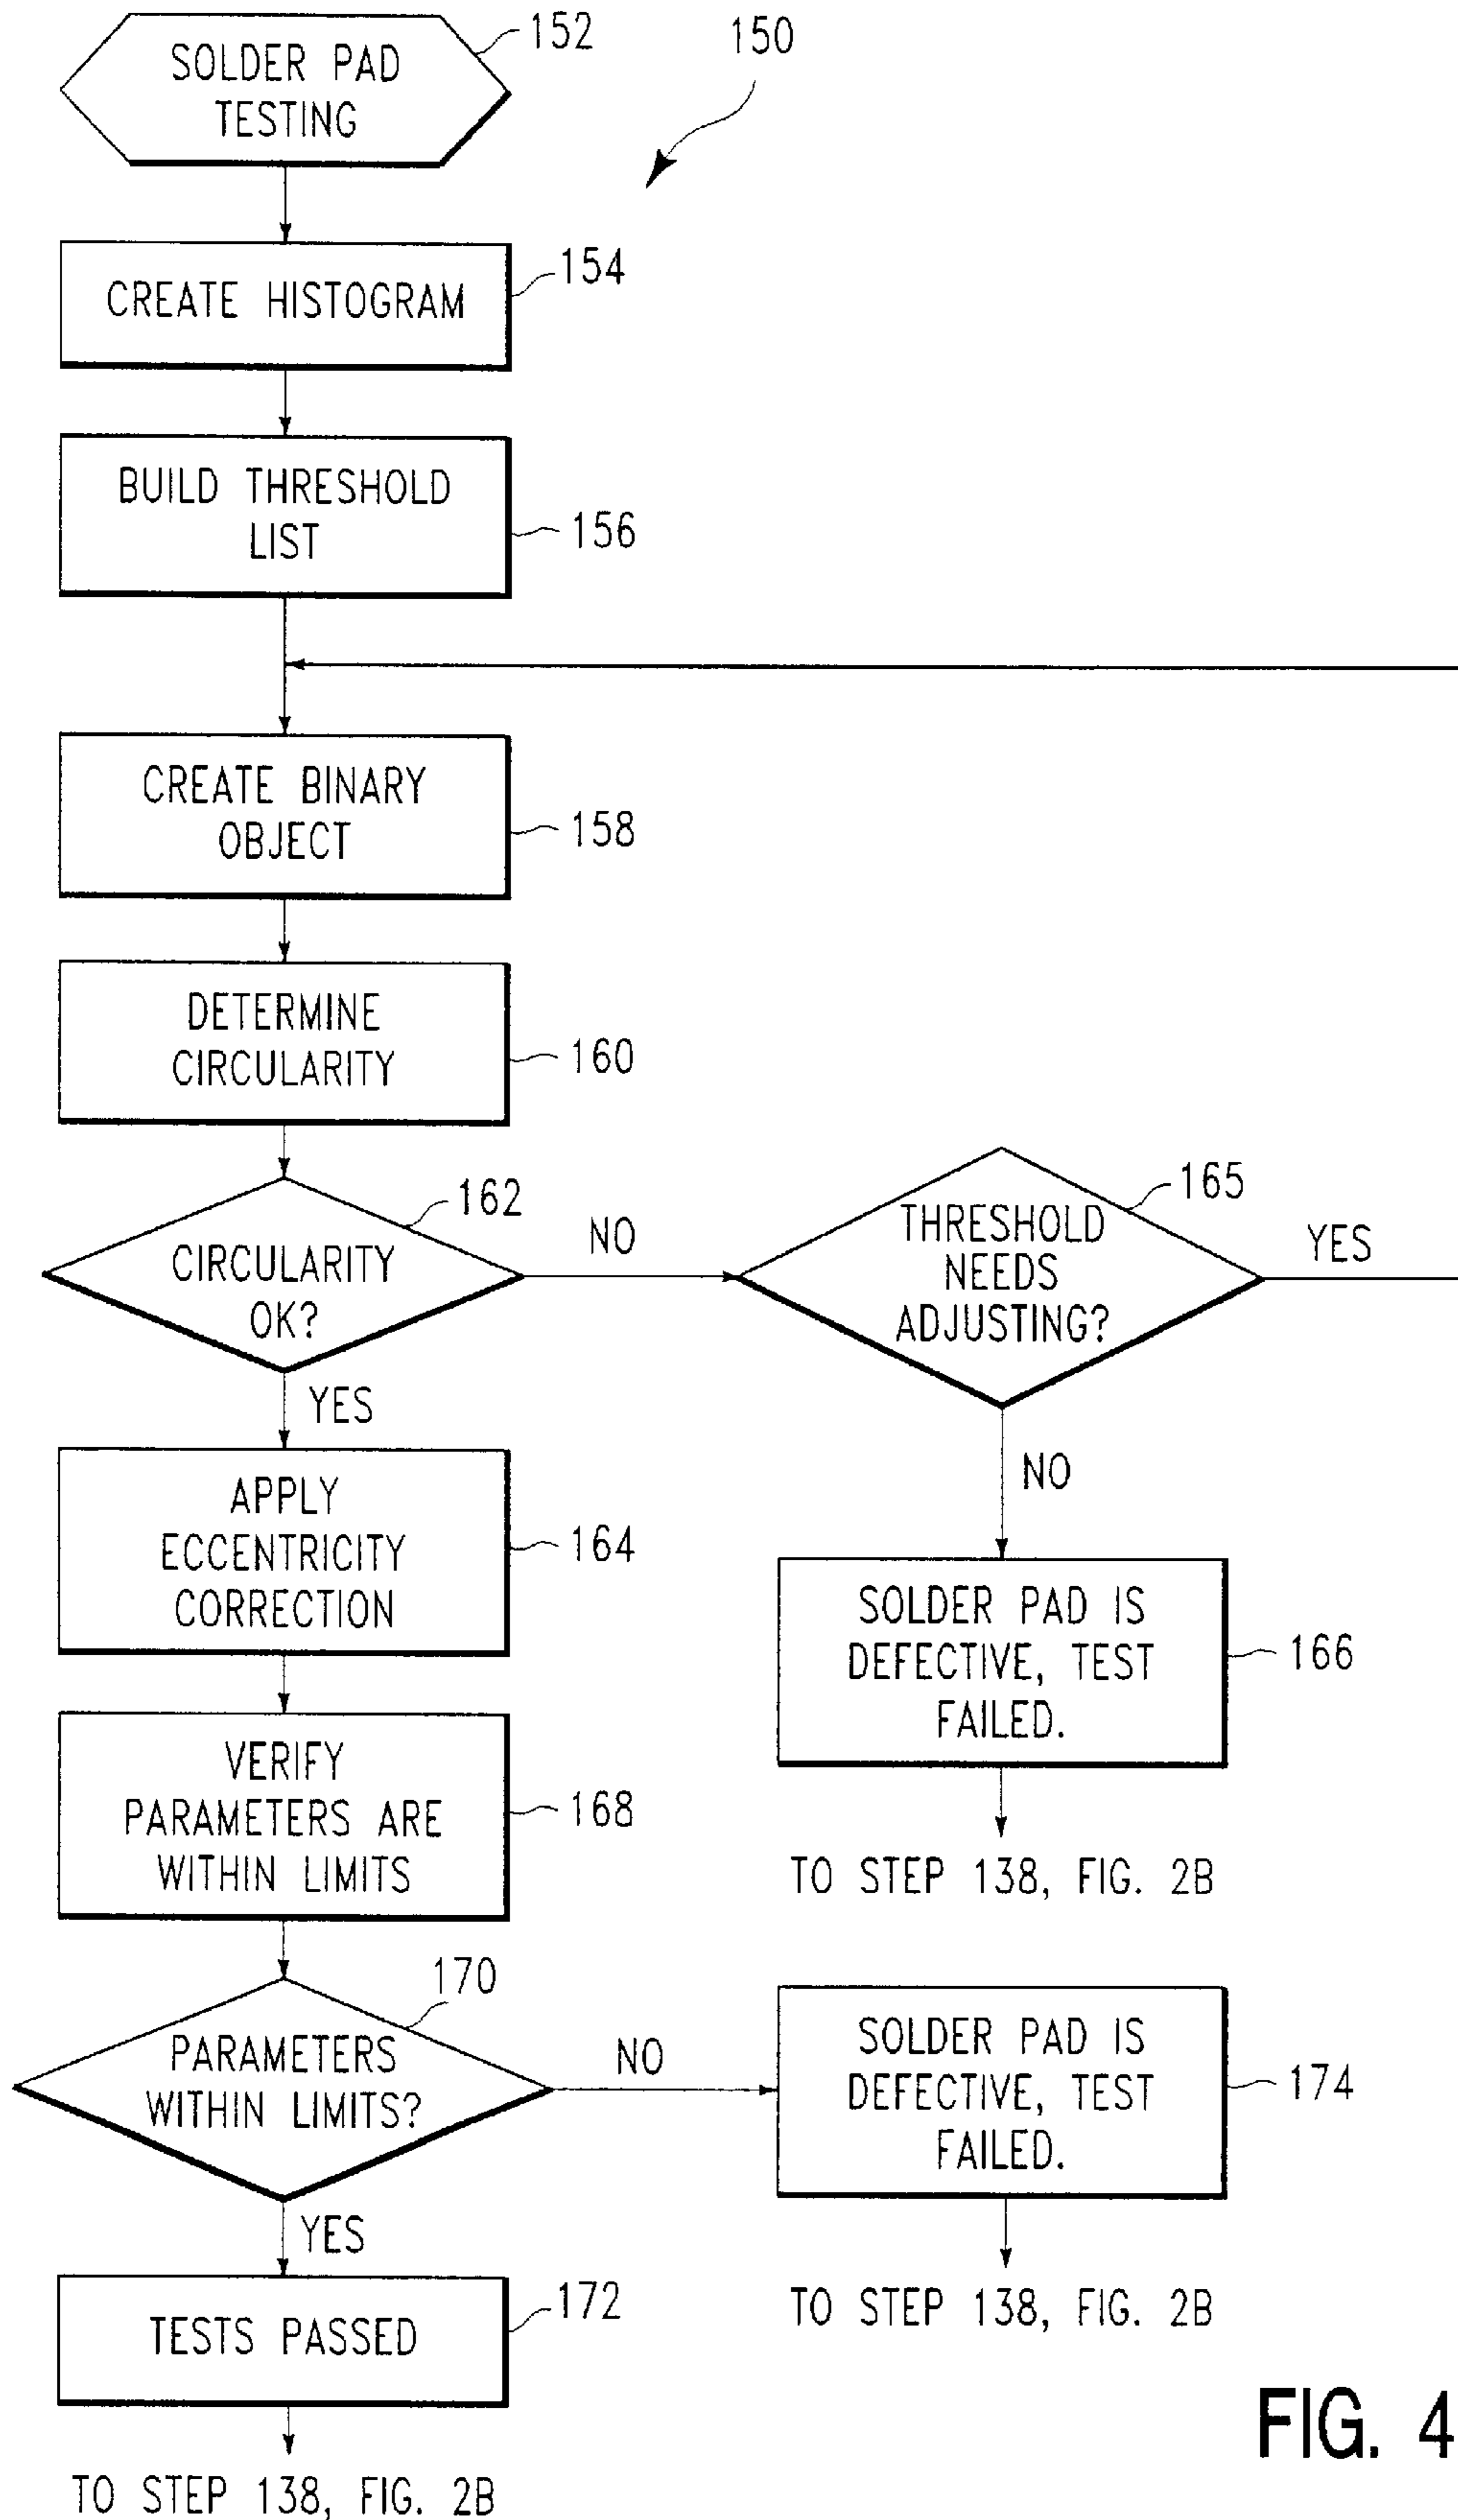 SOLDER PAD
TESTING
152
150
CREATE HISTOGRAM
154
BUILD THRESHOLD
LIST
156
CREATE BINARY
OBJECT
158
DETERMINE
CIRCULARITY
160
CIRCULARITY
OK?
162
NO
YES
THRESHOLD
NEEDS
ADJUSTING?
165
YES
NO
APPLY
ECCENTRICITY
CORRECTION
164
SOLDER PAD IS
DEFECTIVE, TEST
FAILED.
166
TO STEP 138, FIG. 2B
VERIFY
PARAMETERS ARE
WITHIN LIMITS
168
PARAMETERS
WITHIN LIMITS?
170
NO
YES
SOLDER PAD IS
DEFECTIVE, TEST
FAILED.
174
TO STEP 138, FIG. 2B
TESTS PASSED
172
TO STEP 138, FIG. 2B
FIG. 4